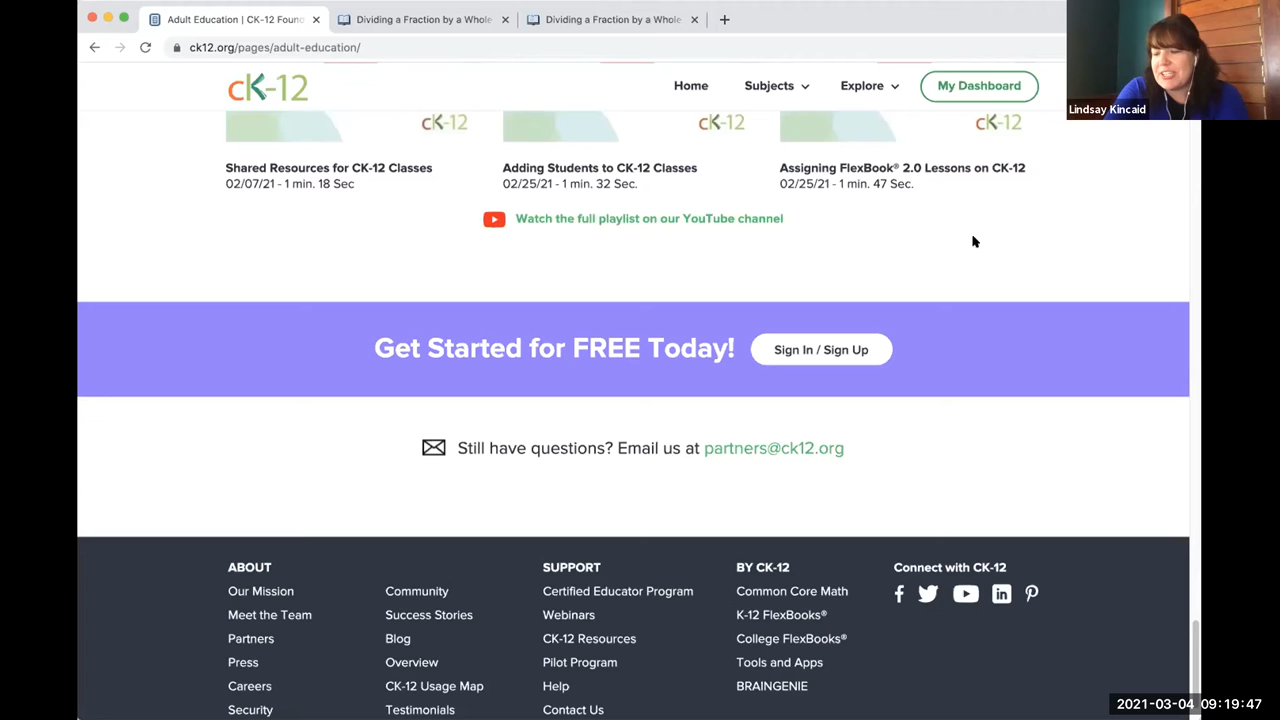 Adult Education | CK-12 Foun
Dividing a Fraction by a Whole
Dividing a Fraction by a Whole
ck12.org/pages/adult-education/
cK-12
Home
Subjects
Explore
My Dashboard
Lindsay Kincaid
cK-12
cK-12
cK-12
Shared Resources for CK-12 Classes
02/07/21 - 1 min. 18 Sec
Adding Students to CK-12 Classes
02/25/21 - 1 min. 32 Sec.
Assigning FlexBook® 2.0 Lessons on CK-12
02/25/21 - 1 min. 47 Sec.
Watch the full playlist on our YouTube channel
Get Started for FREE Today!
Sign In / Sign Up
Still have questions? Email us at partners@ck12.org
ABOUT
Our Mission
Meet the Team
Partners
Press
Careers
Security
Community
Success Stories
Blog
Overview
CK-12 Usage Map
Testimonials
SUPPORT
Certified Educator Program
Webinars
CK-12 Resources
Pilot Program
Help
Contact Us
BY CK-12
Common Core Math
K-12 FlexBooks®
College FlexBooks®
Tools and Apps
BRAINGENIE
Connect with CK-12
2021-03-04 09:19:47